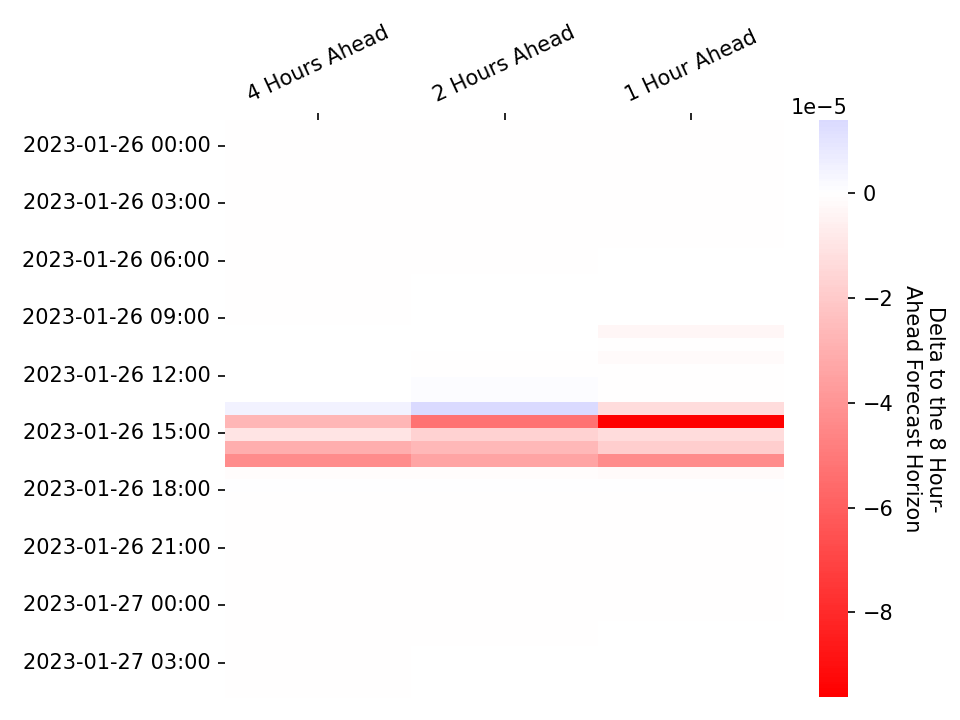 4 Hours Ahead
2 Hours Ahead
1 Hour Ahead
1e−5
2023-01-26 00:00
2023-01-26 03:00
2023-01-26 06:00
2023-01-26 09:00
2023-01-26 12:00
2023-01-26 15:00
2023-01-26 18:00
2023-01-26 21:00
2023-01-27 00:00
2023-01-27 03:00
0
−2
−4
−6
−8
Delta to the 8 Hour-
Ahead Forecast Horizon